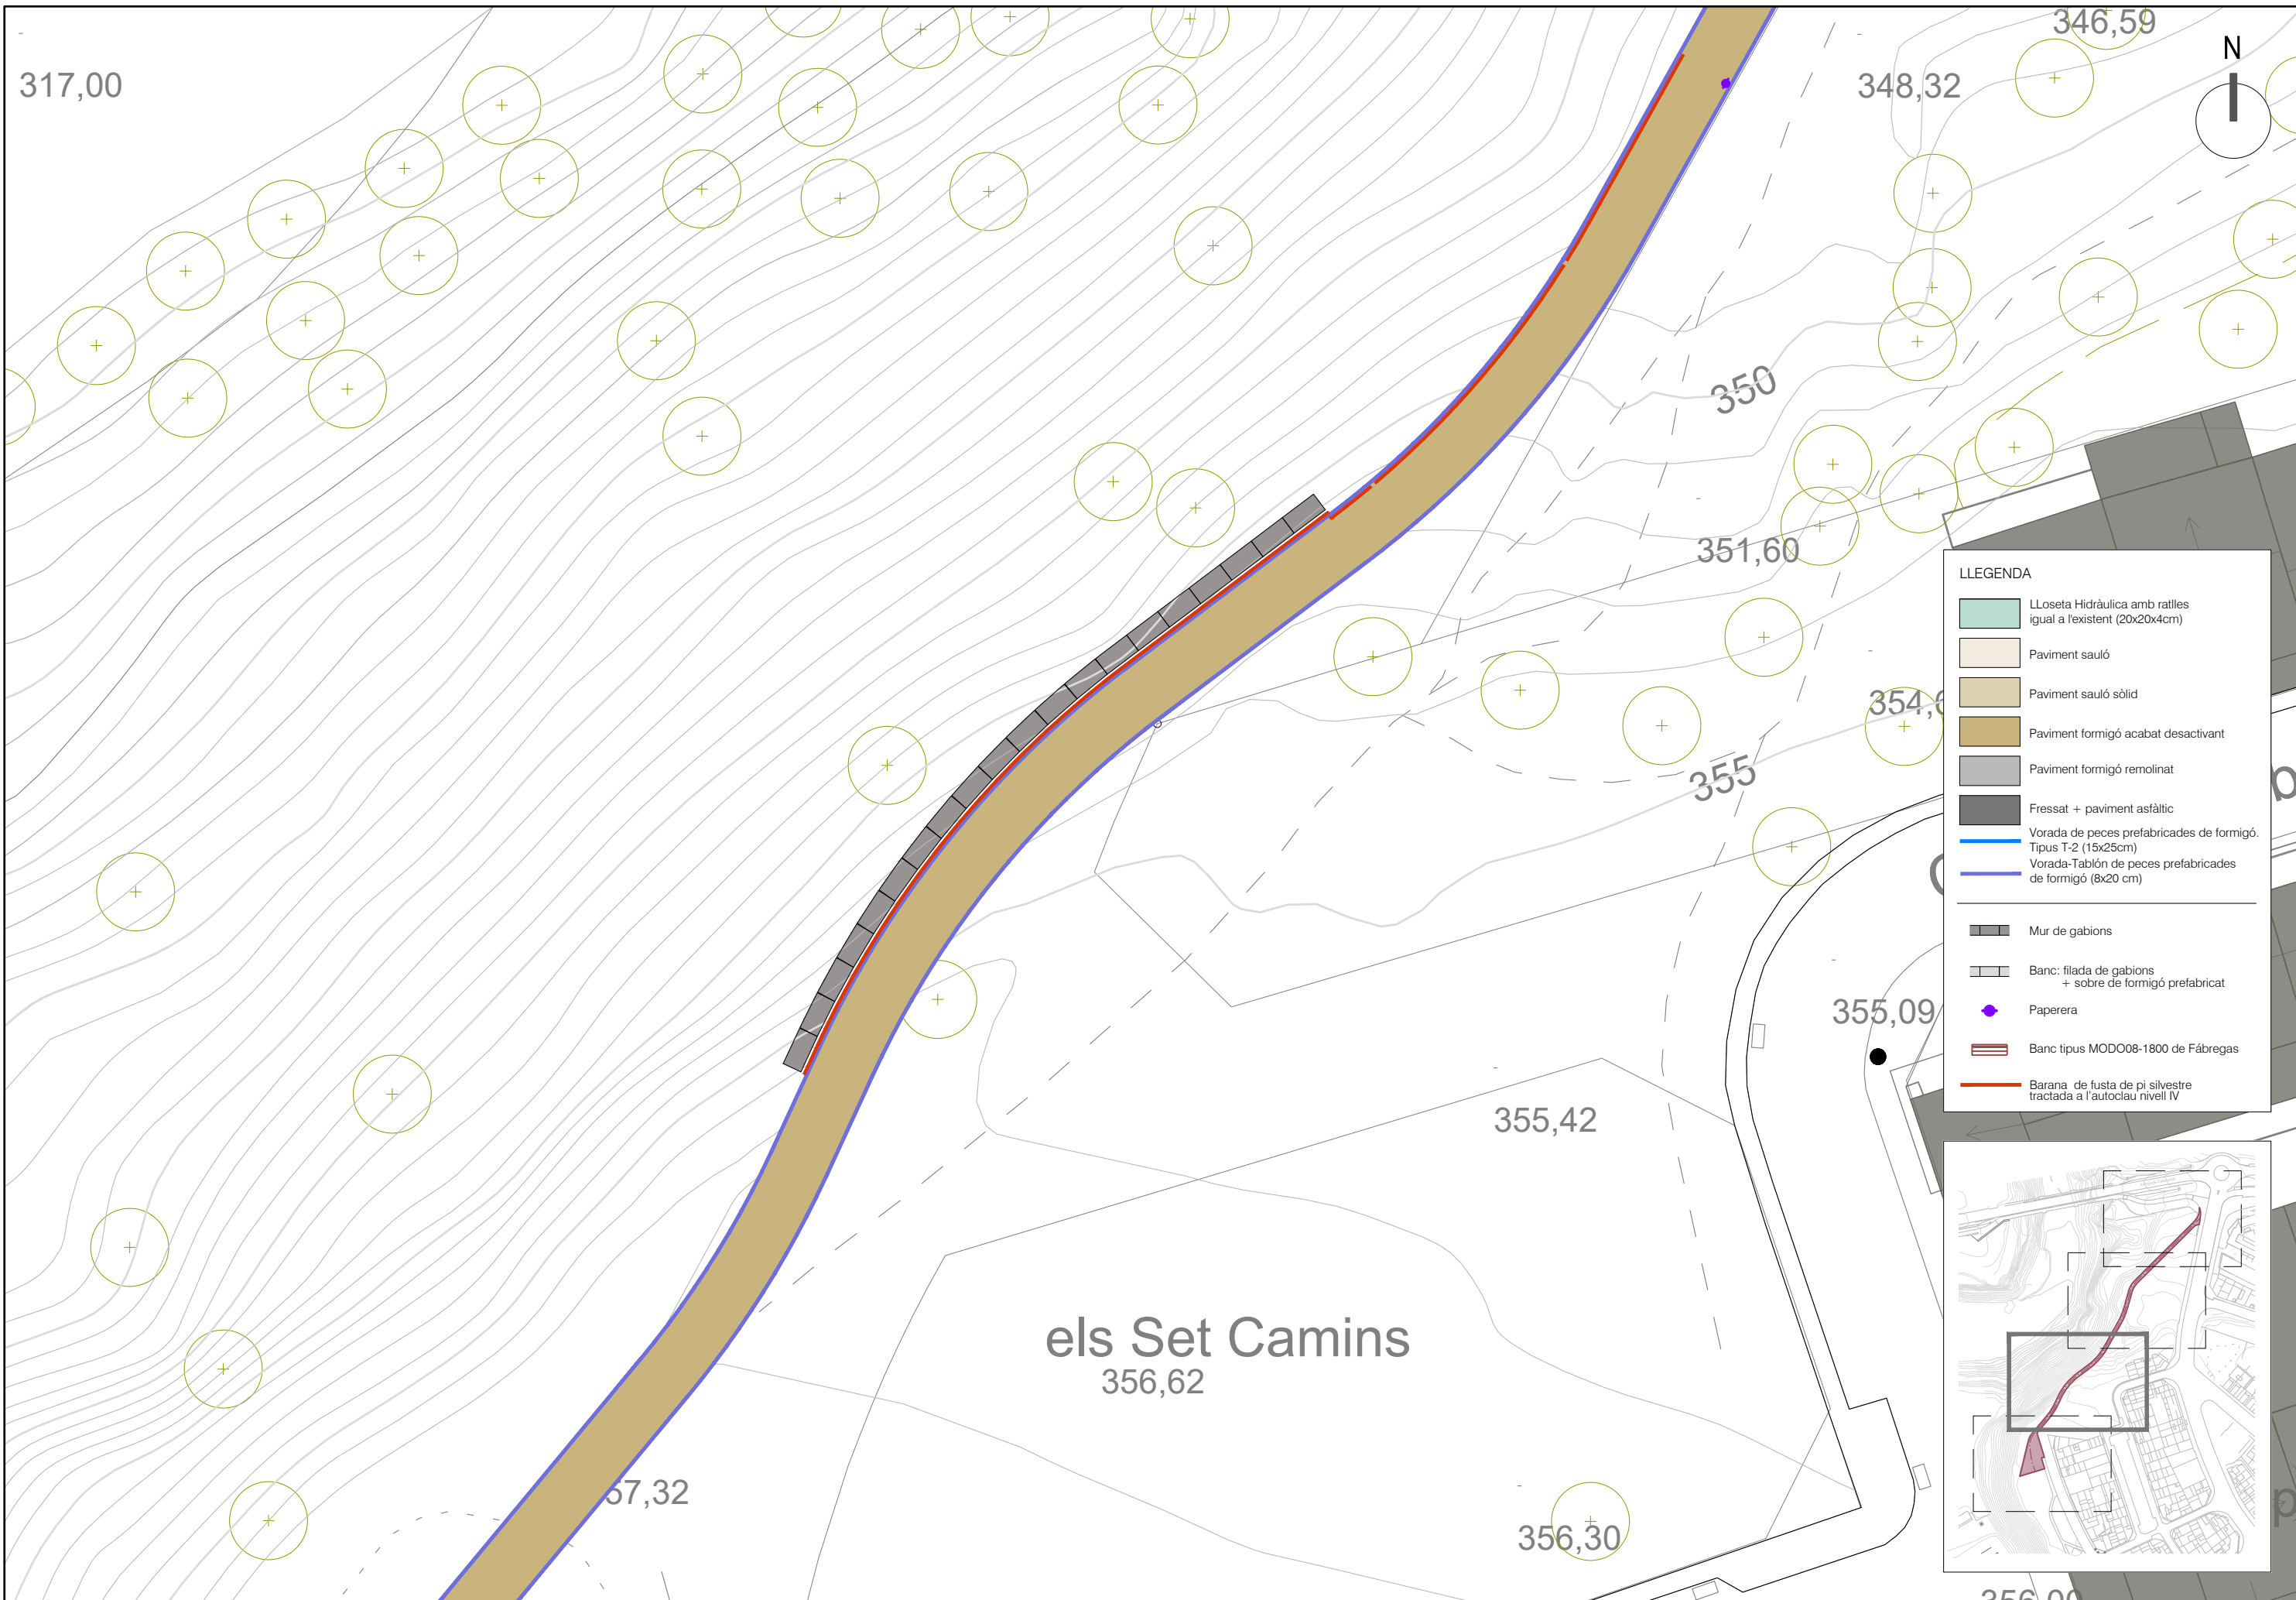 346,59
N
317,00
348,32
350
351,60
LLEGENDA
LLoseta Hidràulica amb ratlles
igual a l'existent (20x20x4cm)
Paviment sauló
Paviment sauló sòlid
Paviment formigó acabat desactivant
Paviment formigó remolinat
Fressat + paviment asfàltic
Vorada de peces prefabricades de formigó.
Tipus T-2 (15x25cm)
Vorada-Tablón de peces prefabricades
de formigó (8x20 cm)
Mur de gabions
Banc: filada de gabions
+ sobre de formigó prefabricat
Paperera
Banc tipus MODO08-1800 de Fábregas
Barana de fusta de pi silvestre
tractada a l'autoclau nivell IV
354,6
355
355,09
355,42
els Set Camins
356,62
57,32
356,30
356,00